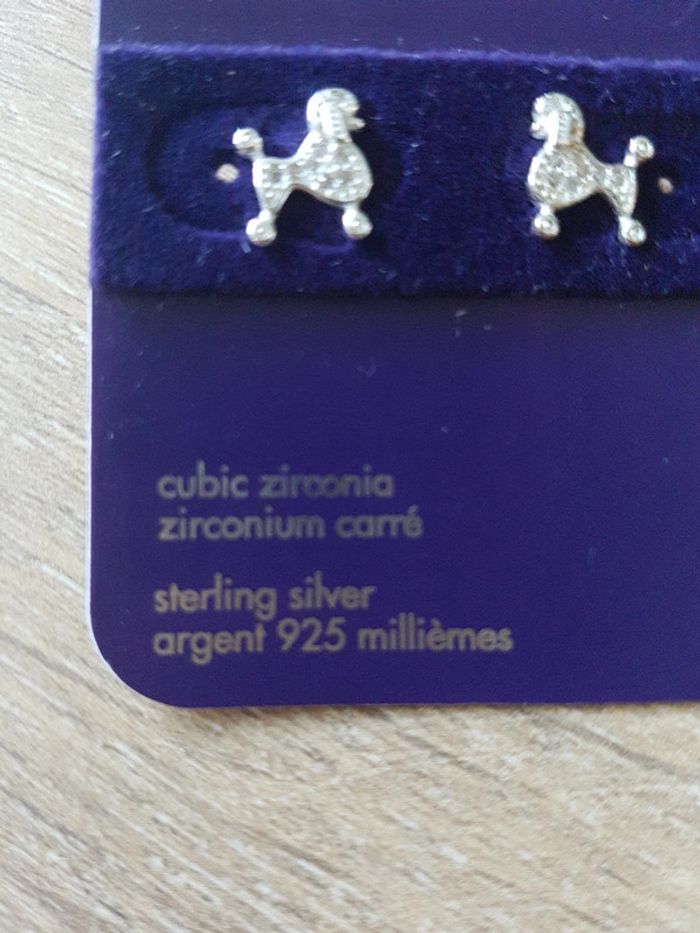 cubic zirconia
zirconium carré
sterling silver
argent 925 millièmes